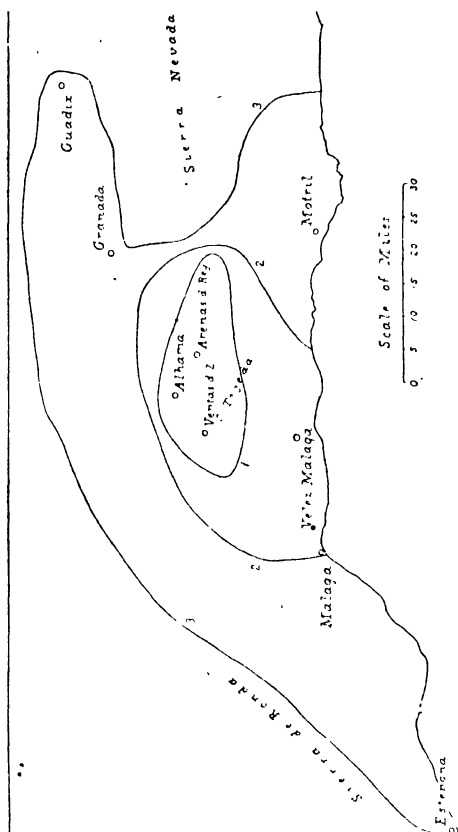 Guadix
Sierra Nevada
Granada
3
Motril
2
Arenas d. Rey
Alhama
Ventas d. Z
1
Velez Malaga
2
Malaga
3
Sierra de Ronda
Estepona
Scale of Miles
0 5 10 15 20 25 30